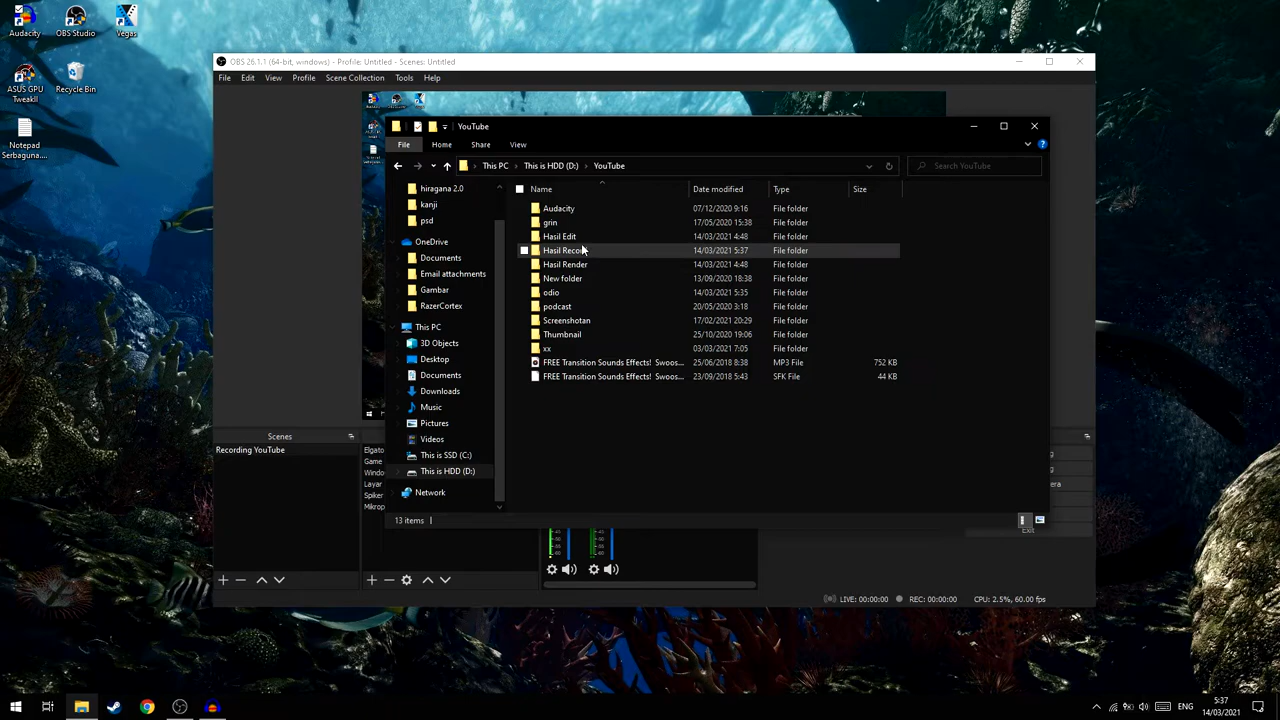 Audacity
OBS Studio
Vegas
ASUS GPU
TweakII
Recycle Bin
Notepad
Serbaguna....
OBS 26.1.1 (64-bit, windows) - Profile: Untitled - Scenes: Untitled
File Edit View Profile Scene Collection Tools Help
YouTube
File Home Share View
This PC This is HDD (D:) YouTube
Search YouTube
Name Date modified Type Size
hiragana 2.0
kanji
psd
OneDrive
Documents
Email attachments
Gambar
RazerCortex
This PC
3D Objects
Desktop
Documents
Downloads
Music
Pictures
Videos
This is SSD (C:)
This is HDD (D:)
Network
Audacity 07/12/2020 9:16 File folder
grin 17/05/2020 15:38 File folder
Hasil Edit 14/03/2021 4:48 File folder
Hasil 14/03/2021 5:37 File folder
Hasil Render 14/03/2021 4:48 File folder
New folder 13/09/2020 18:38 File folder
odio 14/03/2021 5:35 File folder
podcast 20/05/2020 3:18 File folder
Screenshotan 17/02/2021 20:29 File folder
Thumbnail 25/10/2020 19:06 File folder
xx 03/03/2021 7:05 File folder
FREE Transition Sounds Effects! Swoos... 25/06/2018 8:38 MP3 File 752 KB
FREE Transition Sounds Effects! Swoos... 23/09/2018 5:43 SFK File 44 KB
13 items
Scenes
Recording YouTube
Elgato
Game
Windo
Layar
Spiker
Mikrop
Exit
LIVE: 00:00:00 REC: 00:00:00 CPU: 2.5%, 60.00 fps
ENG
5:37
14/03/2021